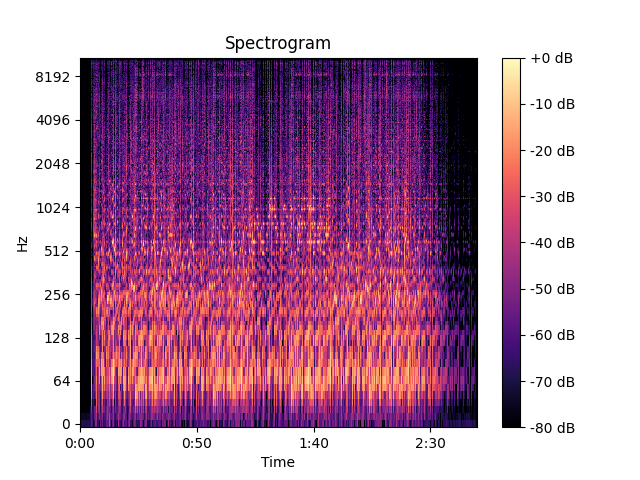 Spectrogram
8192
4096
2048
1024
512
256
128
64
0
Hz
0:00
0:50
1:40
2:30
Time
+0 dB
-10 dB
-20 dB
-30 dB
-40 dB
-50 dB
-60 dB
-70 dB
-80 dB